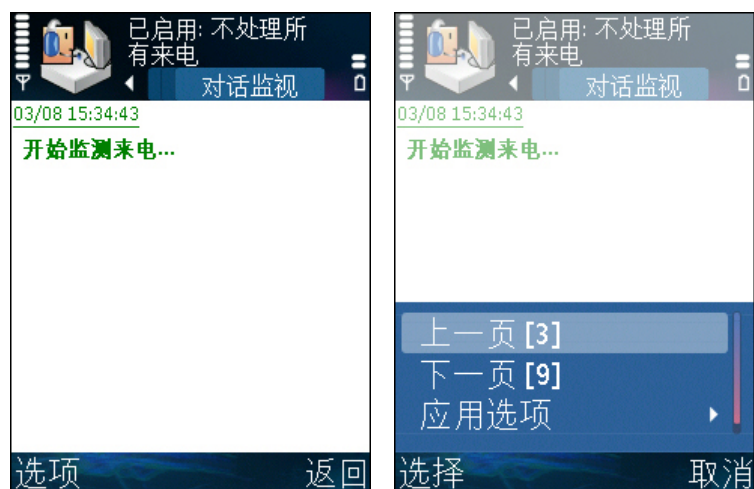 已启用: 不处理所
有来电
对话监视
03/08 15:34:43
开始监测来电...
选项
返回
已启用: 不处理所
有来电
对话监视
03/08 15:34:43
开始监测来电...
上一页 [3]
下一页 [9]
应用选项
选择
取消